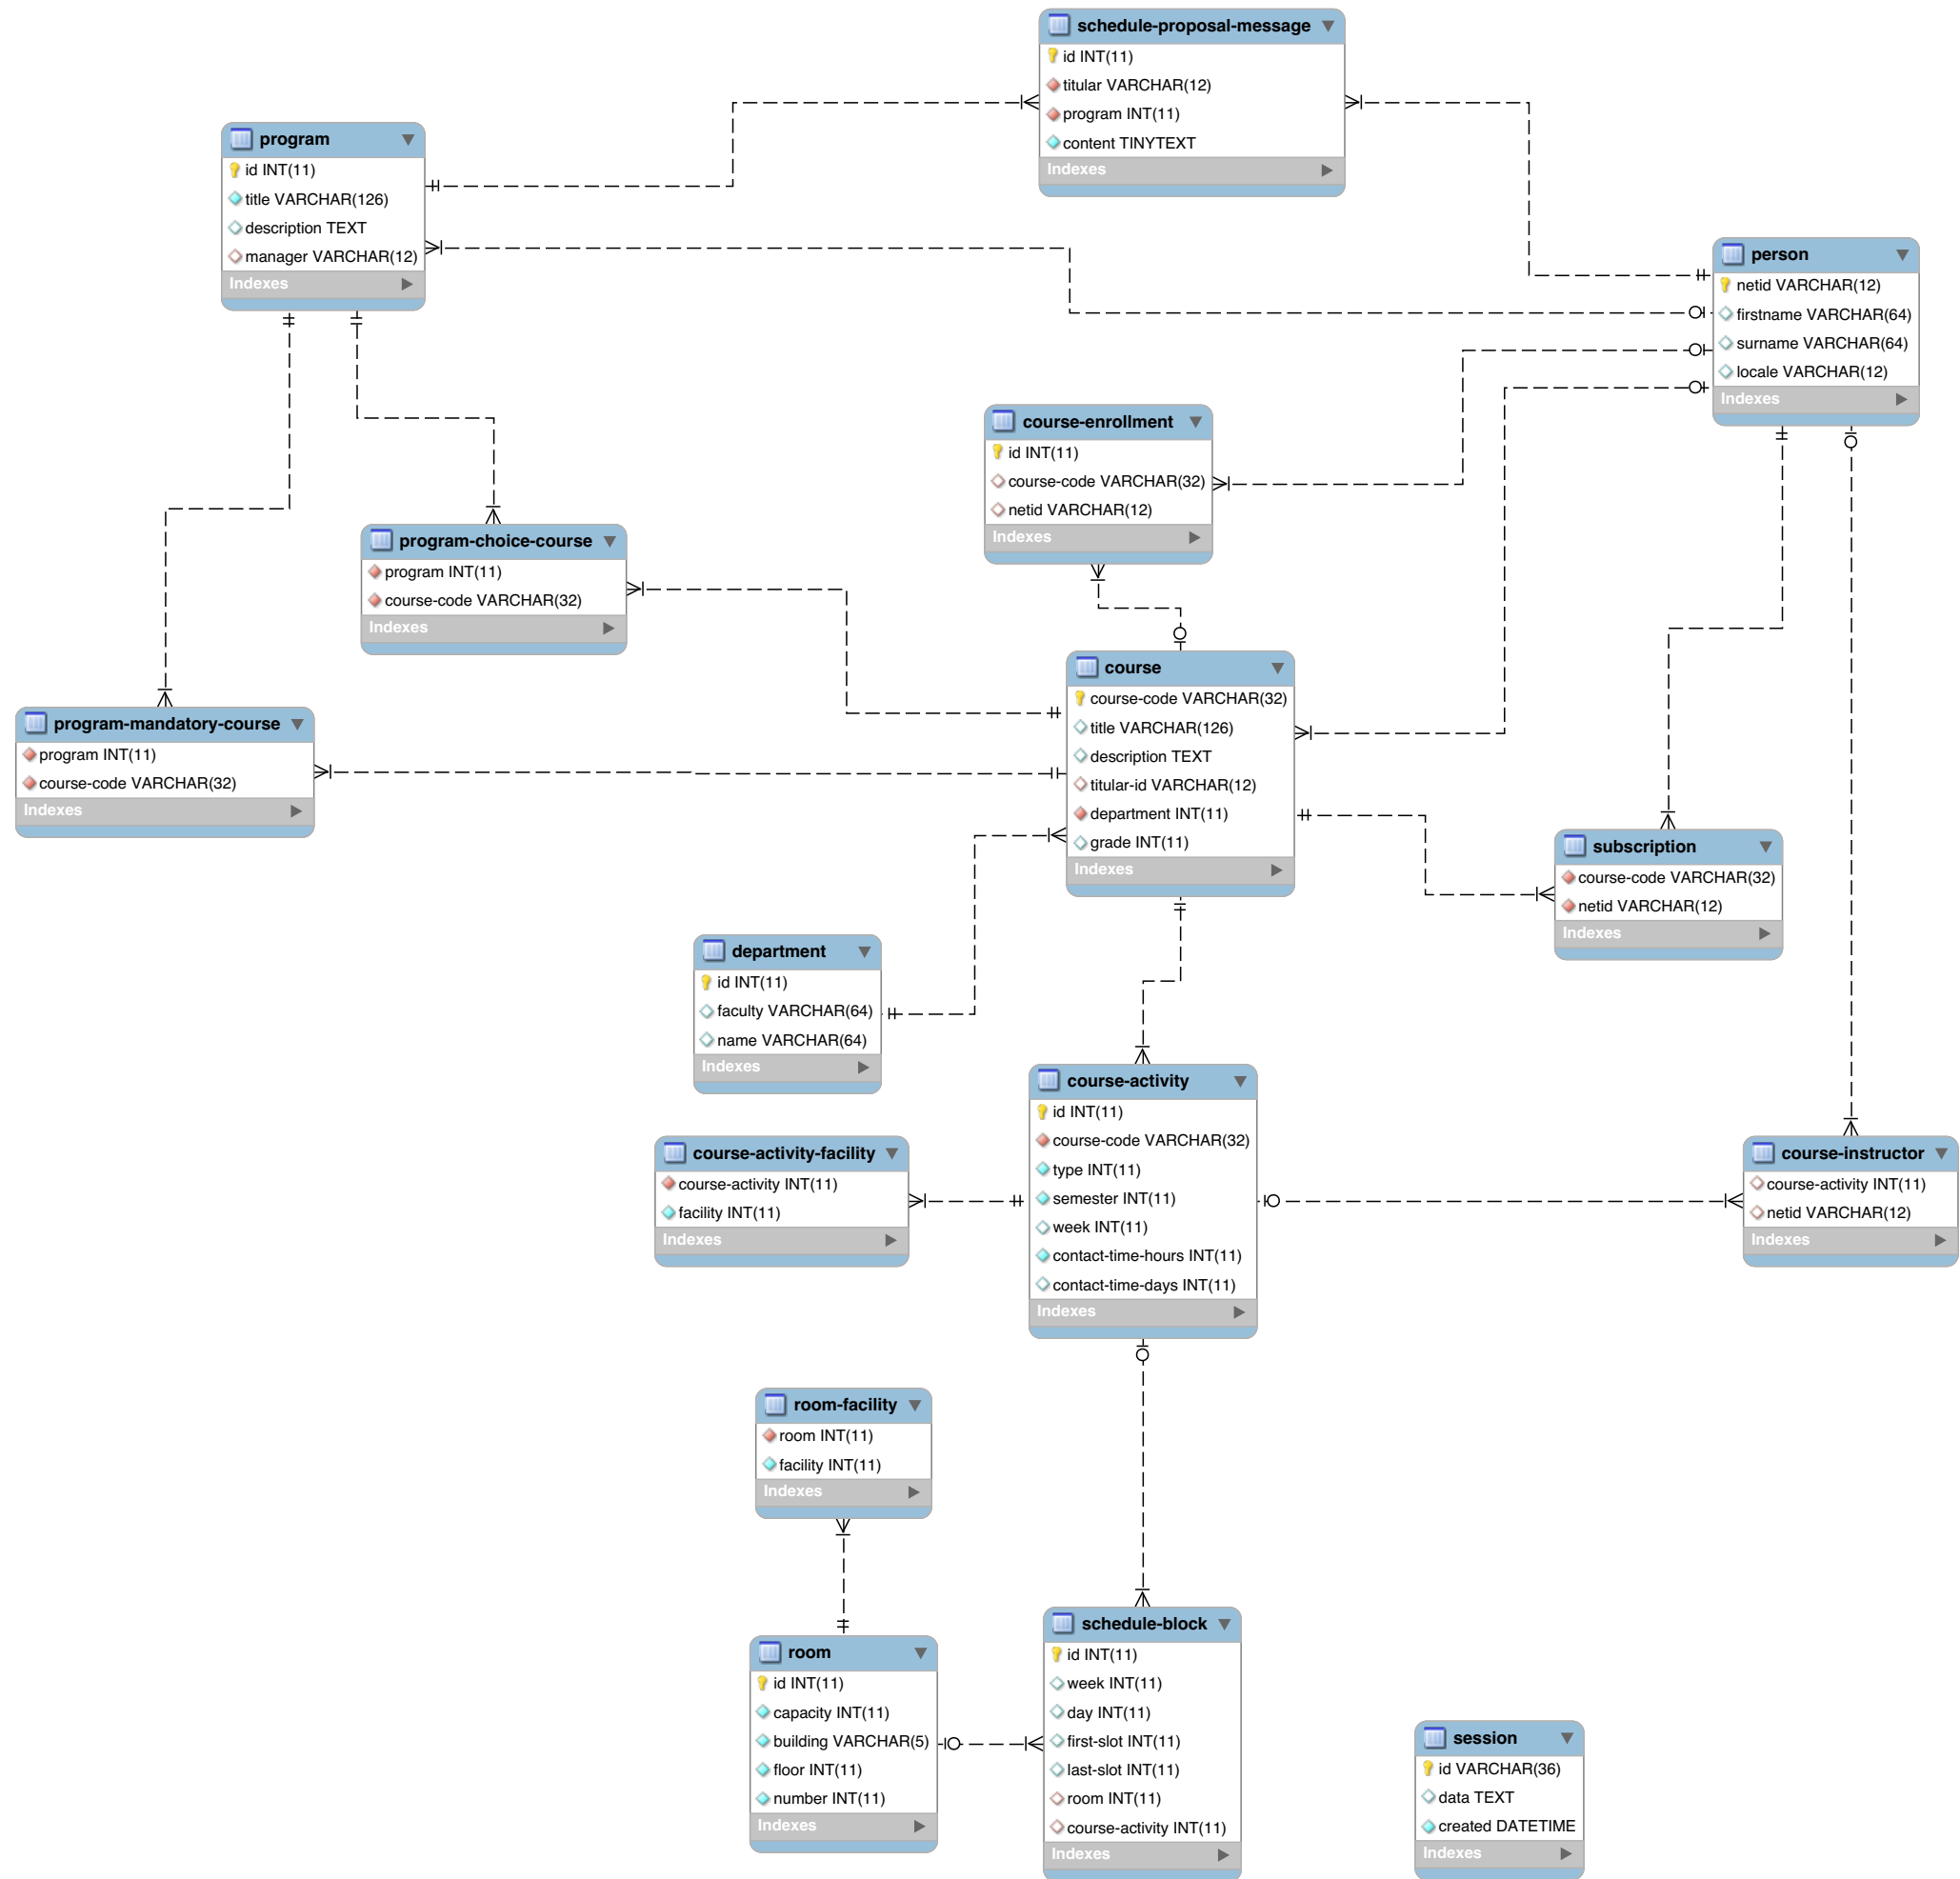 schedule-proposal-message
id INT(11)
titular VARCHAR(12)
program INT(11)
content TINYTEXT
Indexes
program
id INT(11)
title VARCHAR(126)
description TEXT
manager VARCHAR(12)
Indexes
person
netid VARCHAR(12)
firstname VARCHAR(64)
surname VARCHAR(64)
locale VARCHAR(12)
Indexes
course-enrollment
id INT(11)
course-code VARCHAR(32)
netid VARCHAR(12)
Indexes
program-choice-course
program INT(11)
course-code VARCHAR(32)
Indexes
course
course-code VARCHAR(32)
title VARCHAR(126)
description TEXT
titular-id VARCHAR(12)
department INT(11)
grade INT(11)
Indexes
program-mandatory-course
program INT(11)
course-code VARCHAR(32)
Indexes
subscription
course-code VARCHAR(32)
netid VARCHAR(12)
Indexes
department
id INT(11)
faculty VARCHAR(64)
name VARCHAR(64)
Indexes
course-activity
id INT(11)
course-code VARCHAR(32)
type INT(11)
semester INT(11)
week INT(11)
contact-time-hours INT(11)
contact-time-days INT(11)
Indexes
course-activity-facility
course-activity INT(11)
facility INT(11)
Indexes
course-instructor
course-activity INT(11)
netid VARCHAR(12)
Indexes
room-facility
room INT(11)
facility INT(11)
Indexes
schedule-block
id INT(11)
week INT(11)
day INT(11)
first-slot INT(11)
last-slot INT(11)
room INT(11)
course-activity INT(11)
Indexes
room
id INT(11)
capacity INT(11)
building VARCHAR(5)
floor INT(11)
number INT(11)
Indexes
session
id VARCHAR(36)
data TEXT
created DATETIME
Indexes